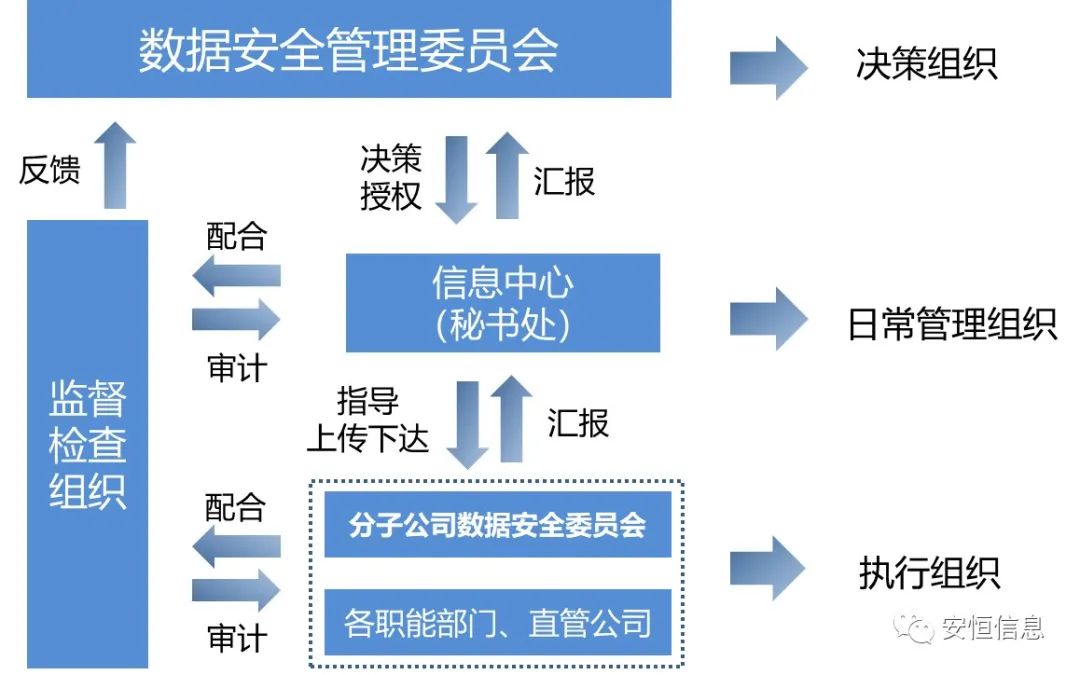 数据安全管理委员会
决策组织
反馈
决策
授权
汇报
配合
信息中心
（秘书处）
日常管理组织
审计
监督
检查
组织
指导
上传下达
汇报
配合
分子公司数据安全委员会
执行组织
各职能部门、直管公司
审计
安恒信息